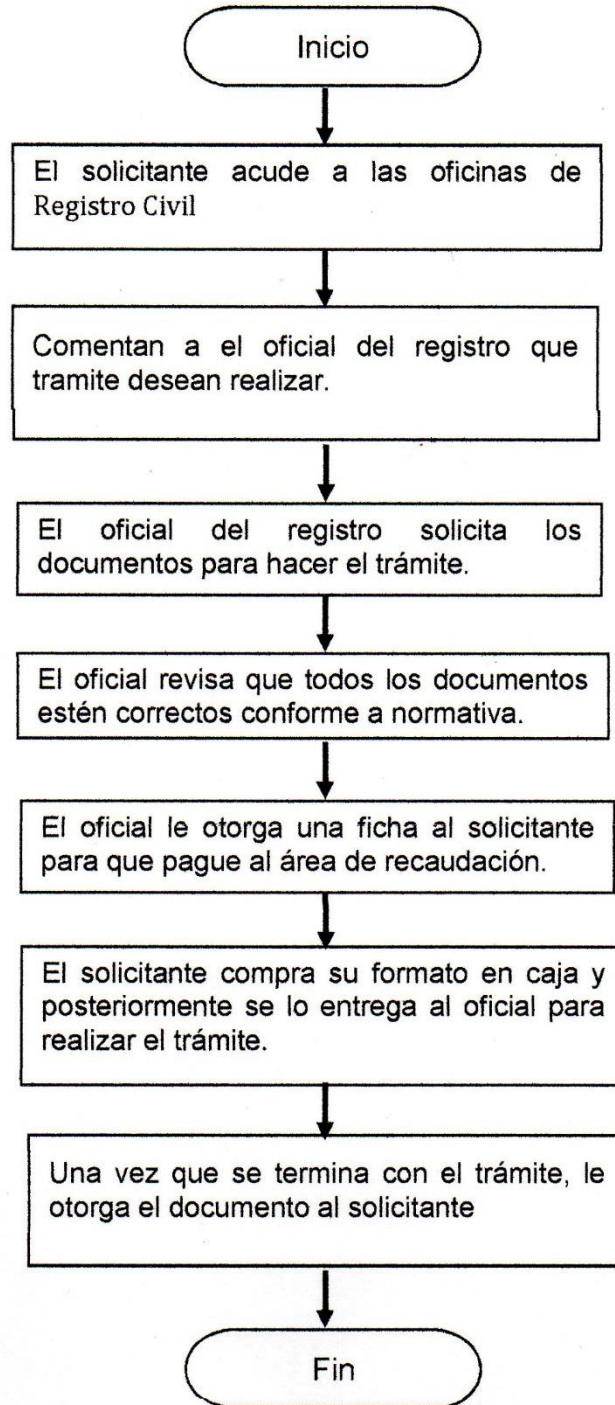 Inicio
El solicitante acude a las oficinas de
Registro Civil
Comentan a el oficial del registro que
tramite desean realizar.
El oficial del registro solicita los
documentos para hacer el trámite.
El oficial revisa que todos los documentos
estén correctos conforme a normativa.
El oficial le otorga una ficha al solicitante
para que pague al área de recaudación.
El solicitante compra su formato en caja y
posteriormente se lo entrega al oficial para
realizar el trámite.
Una vez que se termina con el trámite, le
otorga el documento al solicitante
Fin